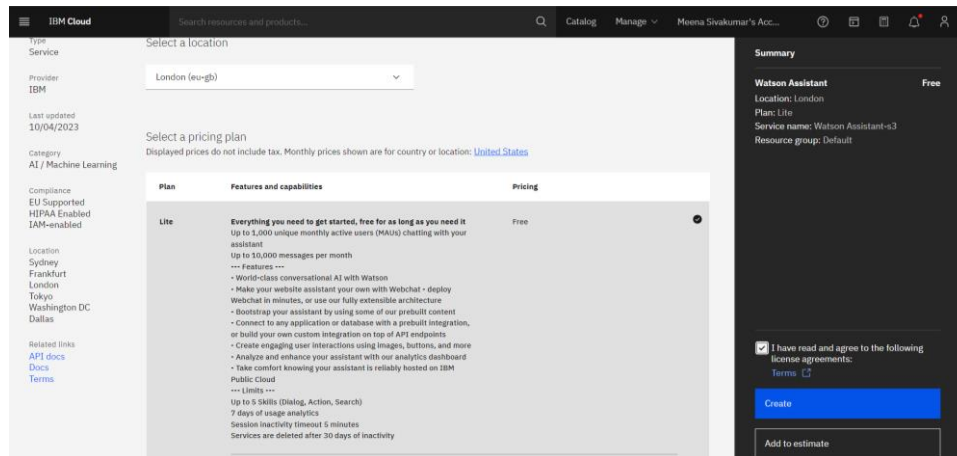 IBM Cloud
Search resources and products...
Catalog
Manage
Meena Sivakumar's Acc...
Type
Service
Provider
IBM
Last updated
10/04/2023
Category
AI / Machine Learning
Compliance
EU Supported
HIPAA Enabled
IAM-enabled
Location
Sydney
Frankfurt
London
Tokyo
Washington DC
Dallas
Related links
API docs
Docs
Terms
Select a location
London (eu-gb)
Select a pricing plan
Displayed prices do not include tax. Monthly prices shown are for country or location: United States
Plan
Features and capabilities
Pricing
Lite
Everything you need to get started, free for as long as you need it
Free
Up to 1,000 unique monthly active users (MAUs) chatting with your
assistant
Up to 10,000 messages per month
--- Features ---
• World-class conversational AI with Watson
• Make your website assistant your own with Webchat - deploy
Webchat in minutes, or use our fully extensible architecture
• Bootstrap your assistant by using some of our prebuilt content
• Connect to any application or database with a prebuilt integration,
or build your own custom integration on top of API endpoints
• Create engaging user interactions using images, buttons, and more
• Analyze and enhance your assistant with our analytics dashboard
• Take comfort knowing your assistant is reliably hosted on IBM
Public Cloud
--- Limits ---
Up to 5 Skills (Dialog, Action, Search)
7 days of usage analytics
Session inactivity timeout 5 minutes
Services are deleted after 30 days of inactivity
Summary
Watson Assistant
Free
Location: London
Plan: Lite
Service name: Watson Assistant-s3
Resource group: Default
I have read and agree to the following
license agreements:
Terms
Create
Add to estimate